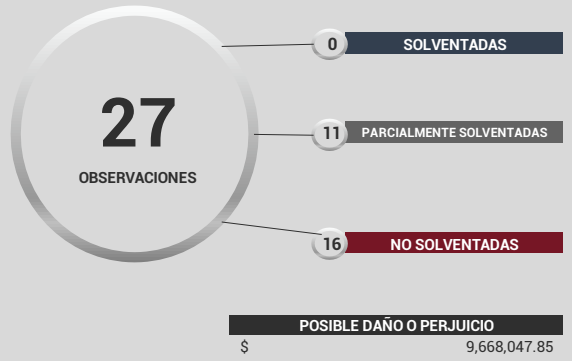 27
OBSERVACIONES
0 SOLVENTADAS
11 PARCIALMENTE SOLVENTADAS
16 NO SOLVENTADAS
POSIBLE DAÑO O PERJUICIO
$ 9,668,047.85